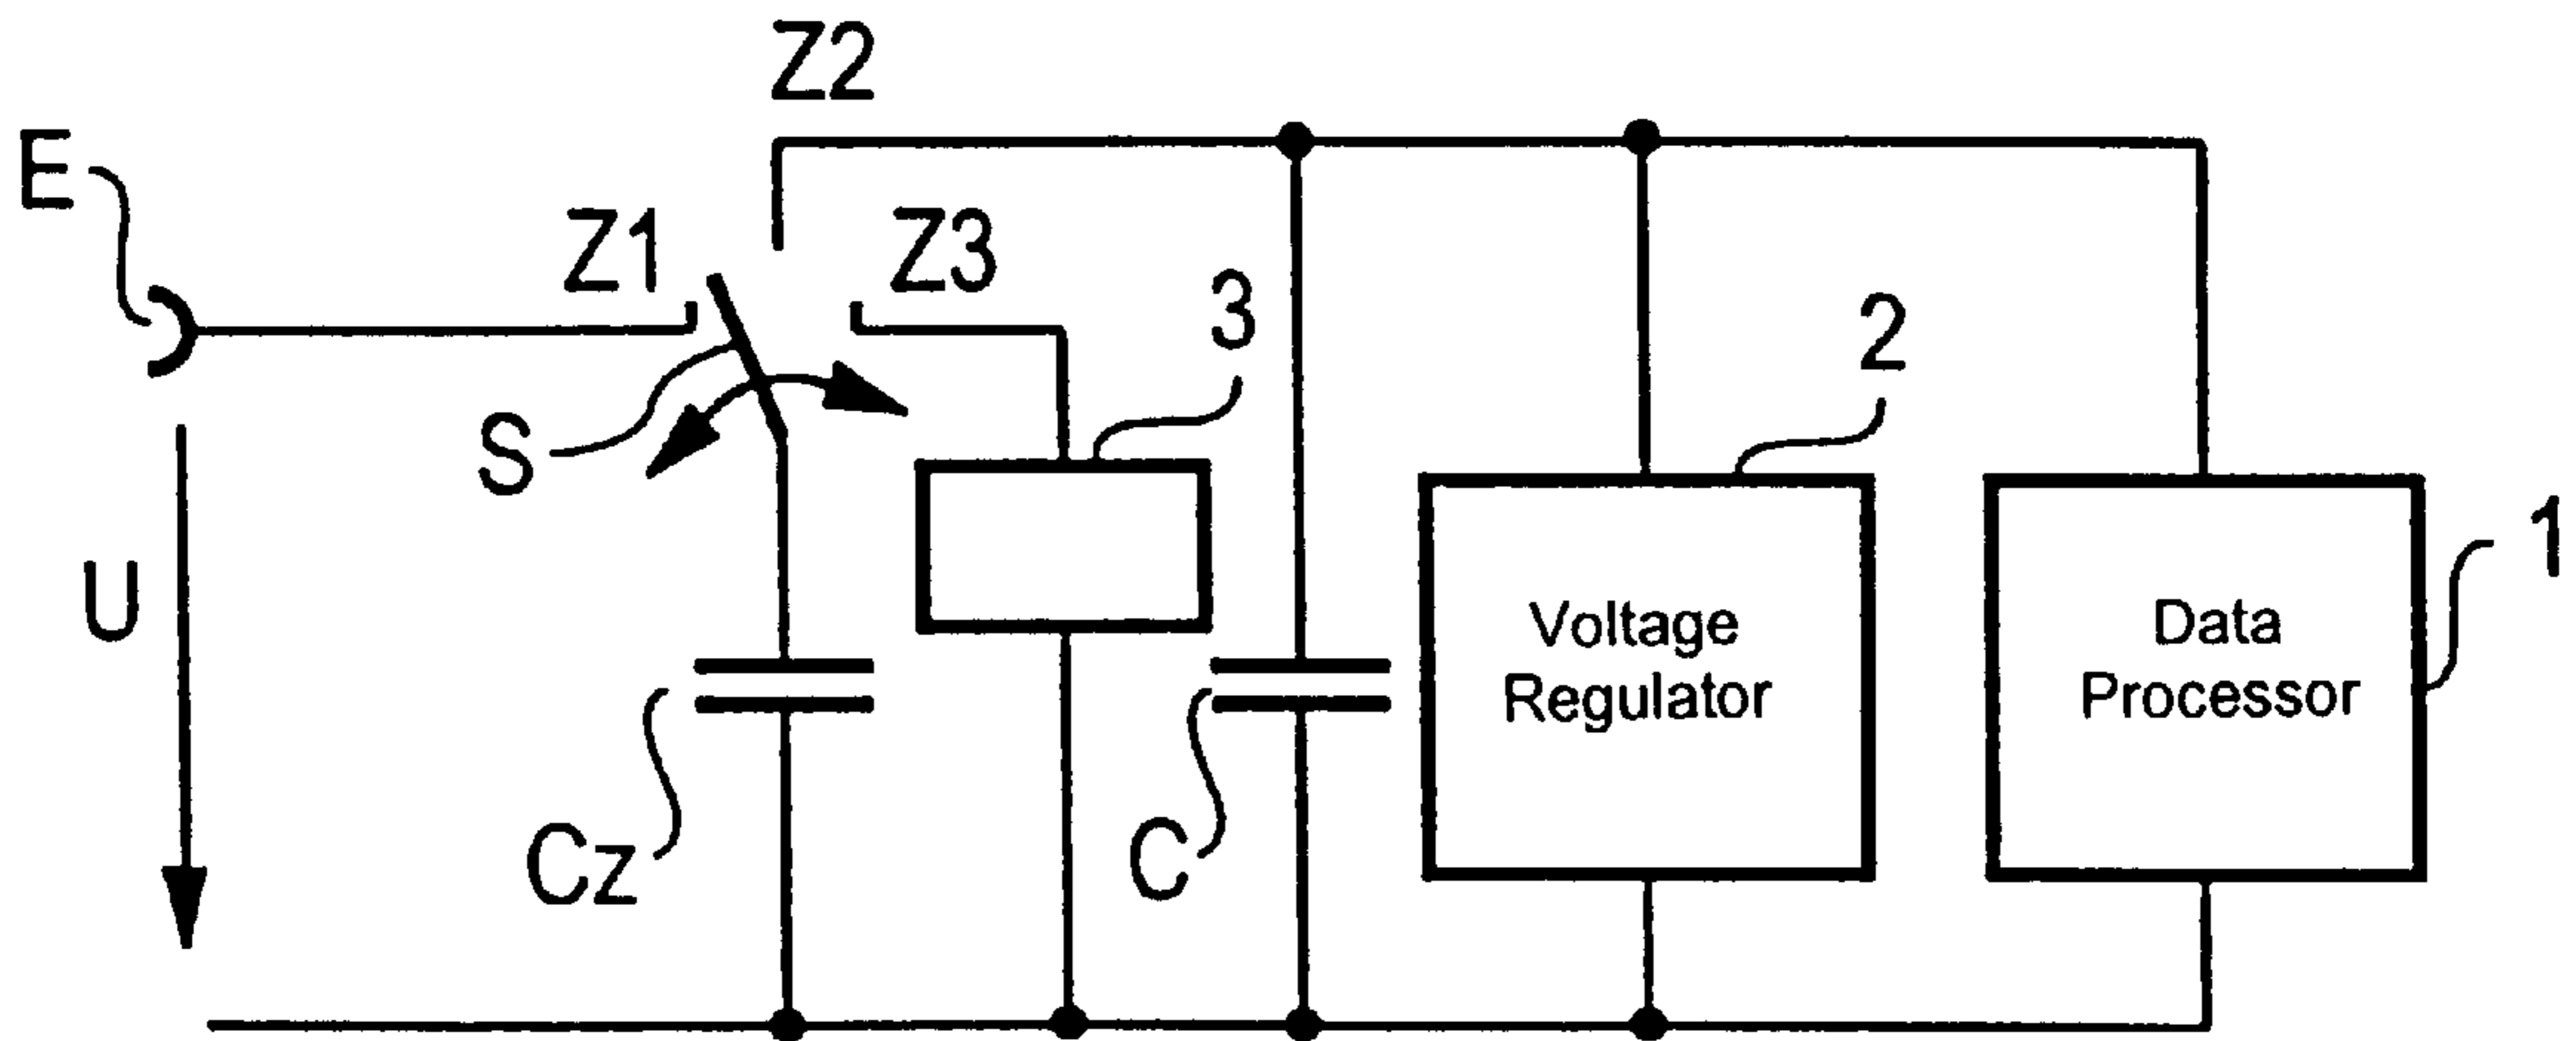 Z2
E
Z1
Z3
3
2
S
1
U
Voltage
Regulator
Data
Processor
Cz
C